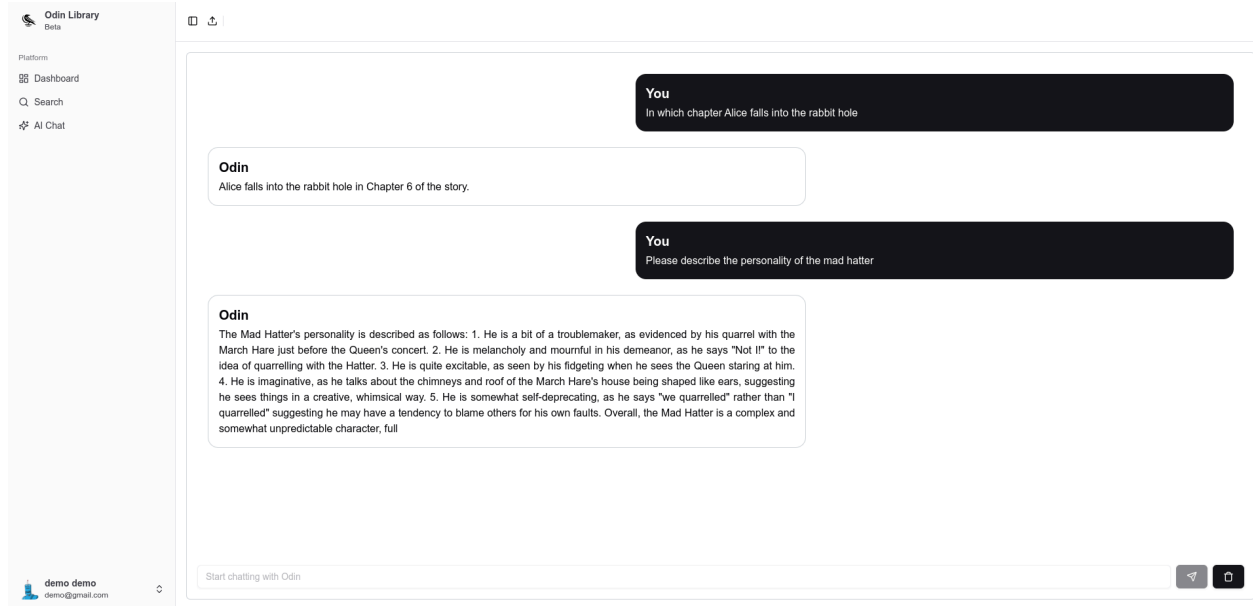 Odin Library
Beta
Platform
Dashboard
Search
AI Chat
You
In which chapter Alice falls into the rabbit hole
Odin
Alice falls into the rabbit hole in Chapter 6 of the story.
You
Please describe the personality of the mad hatter
Odin
The Mad Hatter's personality is described as follows: 1. He is a bit of a troublemaker, as evidenced by his quarrel with the
March Hare just before the Queen's concert. 2. He is melancholy and mournful in his demeanor, as he says "Not I!" to the
idea of quarrelling with the Hatter. 3. He is quite excitable, as seen by his fidgeting when he sees the Queen staring at him.
4. He is imaginative, as he talks about the chimneys and roof of the March Hare's house being shaped like ears, suggesting
he sees things in a creative, whimsical way. 5. He is somewhat self-deprecating, as he says "we quarrelled" rather than "I
quarrelled" suggesting he may have a tendency to blame others for his own faults. Overall, the Mad Hatter is a complex and
somewhat unpredictable character, full
Start chatting with Odin
demo demo
demo@gmail.com